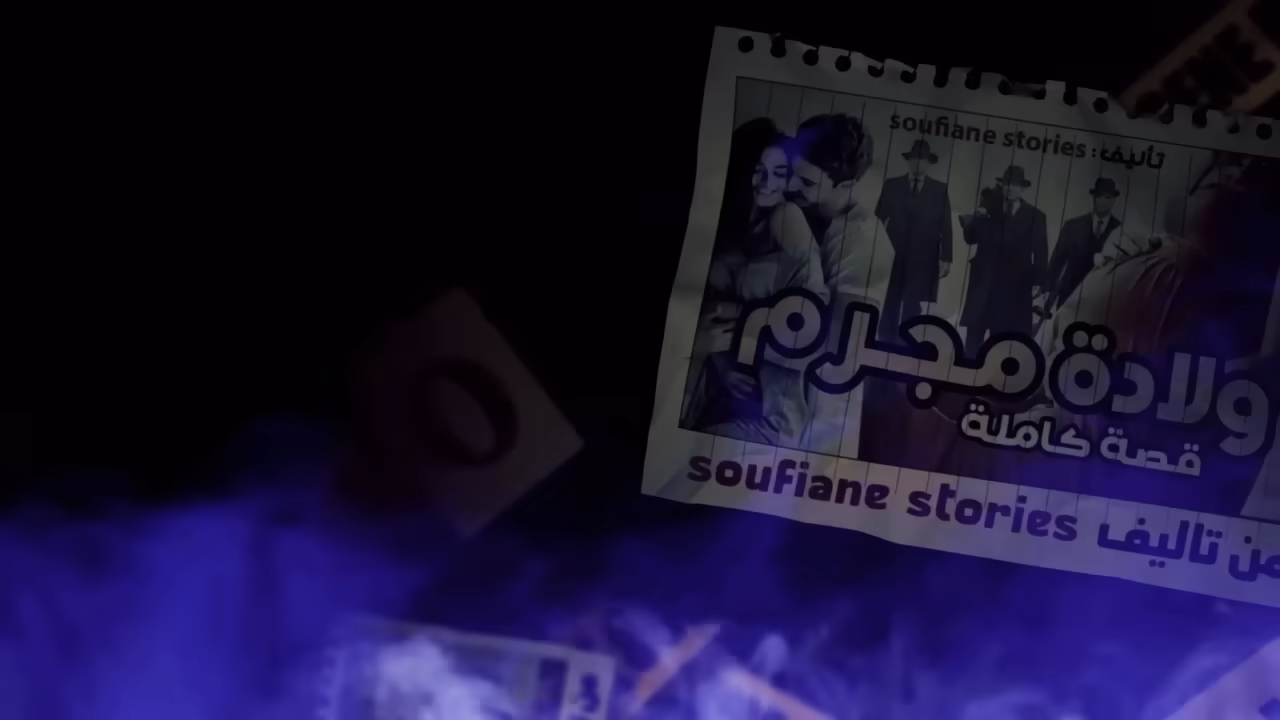 تأليف: soufiane stories
ولادة مجرم
قصة كاملة
من تاليف soufiane stories